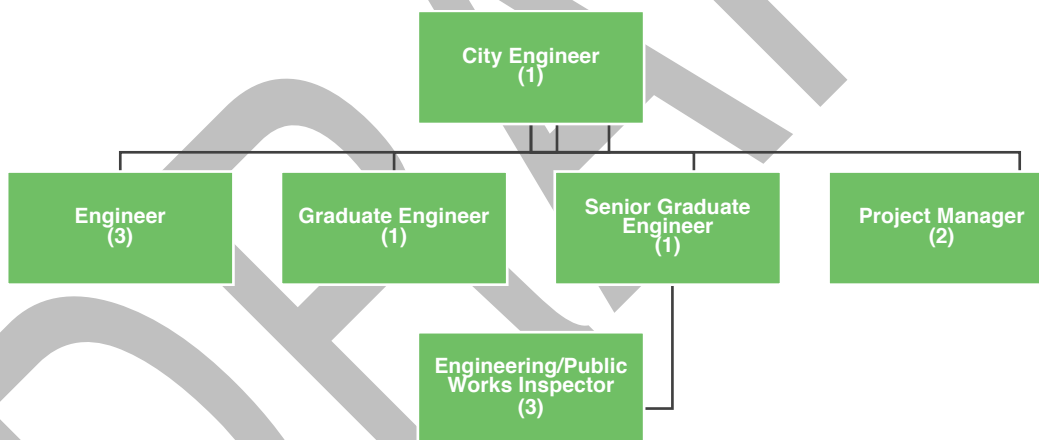 City Engineer
(1)
Engineer
(3)
Graduate Engineer
(1)
Senior Graduate
Engineer
(1)
Project Manager
(2)
Engineering/Public
Works Inspector
(3)